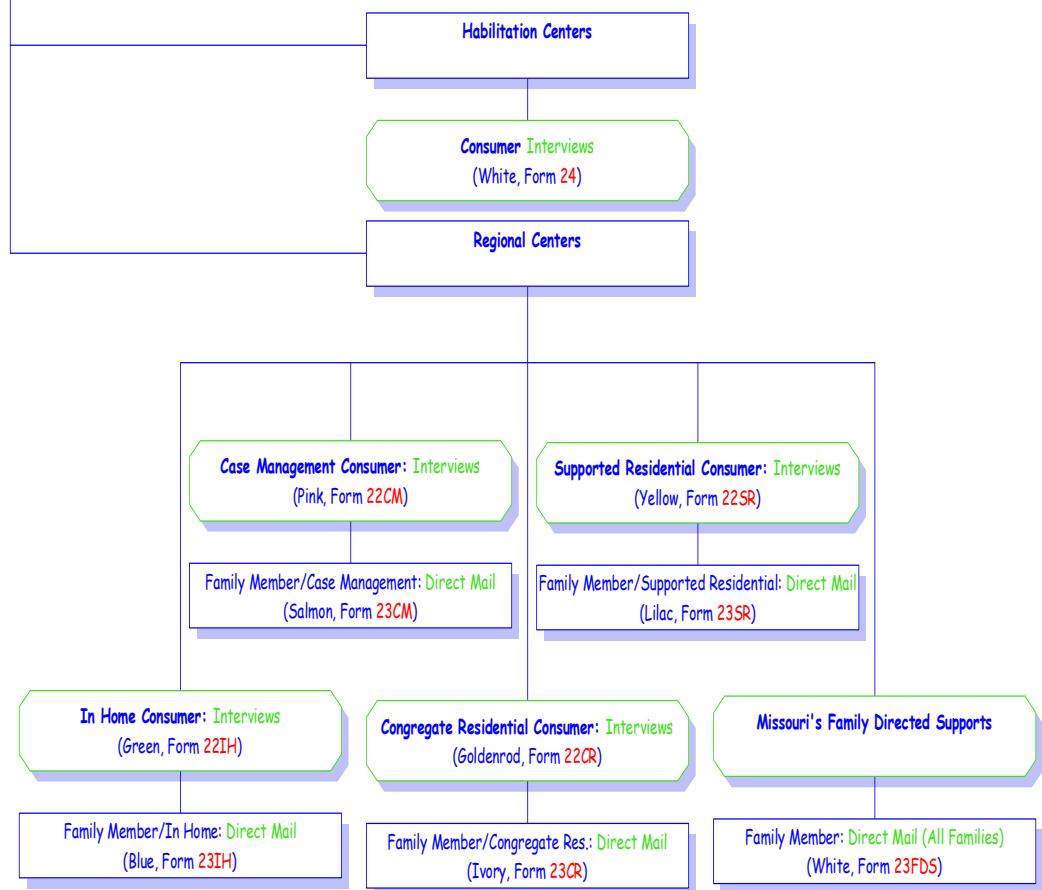 Habilitation Centers
Consumer Interviews
(White, Form 24)
Regional Centers
Case Management Consumer: Interviews
(Pink, Form 22CM)
Supported Residential Consumer: Interviews
(Yellow, Form 22SR)
Family Member/Case Management: Direct Mail
(Salmon, Form 23CM)
Family Member/Supported Residential: Direct Mail
(Lilac, Form 23SR)
In Home Consumer: Interviews
(Green, Form 22IH)
Congregate Residential Consumer: Interviews
(Goldenrod, Form 22CR)
Missouri's Family Directed Supports
Family Member/In Home: Direct Mail
(Blue, Form 23IH)
Family Member/Congregate Res.: Direct Mail
(Ivory, Form 23CR)
Family Member: Direct Mail (All Families)
(White, Form 23FDS)